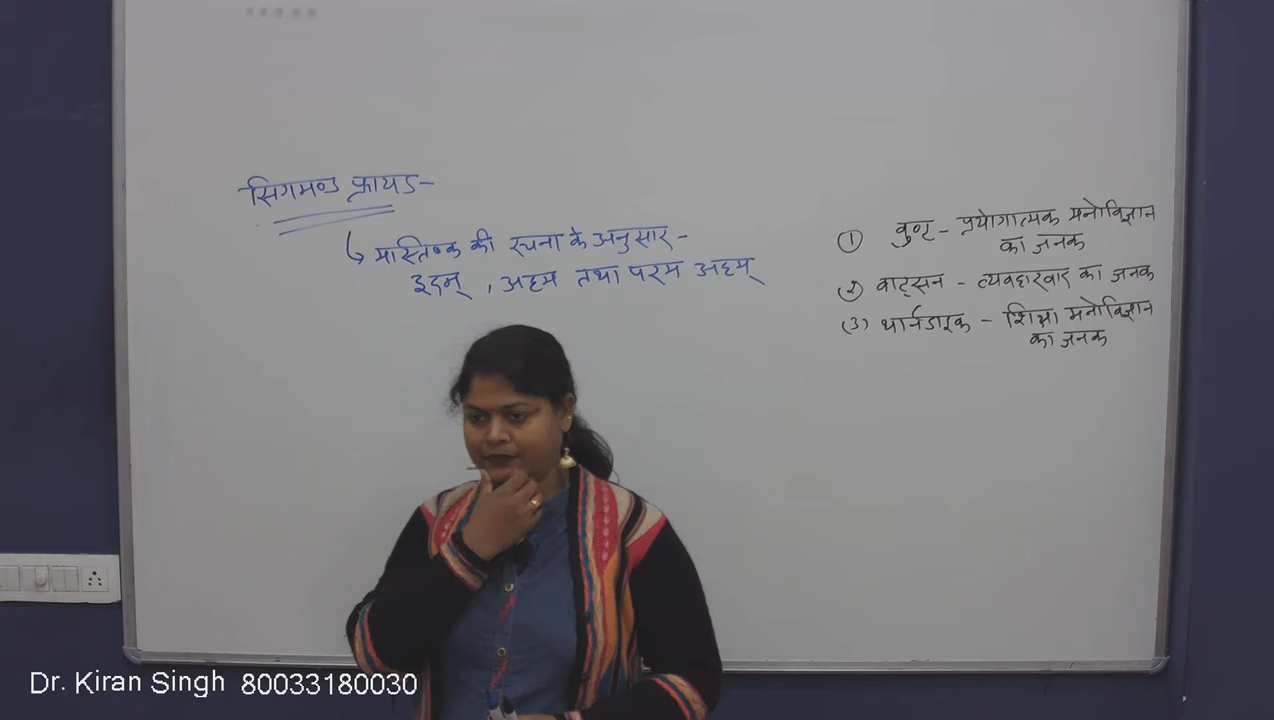 सिगमण्ड फ्रायड-
मास्तिष्क की रचना के अनुसार -
इदम् , अहम तथा परम अहम्
① वुण्ट - प्रयोगात्मक मनोविज्ञान
का जनक
② वाट्सन - व्यवहारवाद का जनक
(3) थार्नडाइक - शिक्षा मनोविज्ञान
का जनक
Dr. Kiran Singh 80033180030